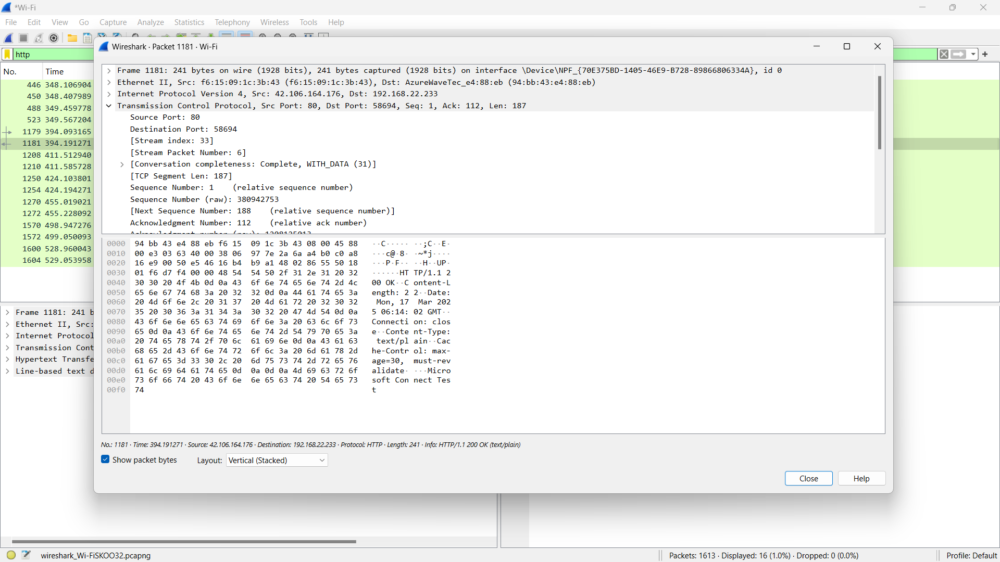 *Wi-Fi
File Edit View Go Capture Analyze Statistics Telephony Wireless Tools Help
http
No. Time
446 348.106904
450 348.407989
488 349.459778
523 349.567204
1179 394.093165
1181 394.191271
1208 411.512940
1210 411.585728
1250 424.103801
1254 424.194271
1270 455.019021
1272 455.228092
1570 498.947276
1572 499.050093
1600 528.960043
1604 529.053958
Frame 1181: 241 b
Ethernet II, Src:
Internet Protocol
Transmission Cont
Hypertext Transfe
Line-based text d
Wireshark · Packet 1181 · Wi-Fi
Frame 1181: 241 bytes on wire (1928 bits), 241 bytes captured (1928 bits) on interface \Device\NPF_{70E375BD-1405-46E9-B728-89866806334A}, id 0
Ethernet II, Src: f6:15:09:1c:3b:43 (f6:15:09:1c:3b:43), Dst: AzureWaveTec_e4:88:eb (94:bb:43:e4:88:eb)
Internet Protocol Version 4, Src: 42.106.164.176, Dst: 192.168.22.233
Transmission Control Protocol, Src Port: 80, Dst Port: 58694, Seq: 1, Ack: 112, Len: 187
Source Port: 80
Destination Port: 58694
[Stream index: 33]
[Stream Packet Number: 6]
[Conversation completeness: Complete, WITH_DATA (31)]
[TCP Segment Len: 187]
Sequence Number: 1 (relative sequence number)
Sequence Number (raw): 380942753
[Next Sequence Number: 188 (relative sequence number)]
Acknowledgment Number: 112 (relative ack number)
0000 94 bb 43 e4 88 eb f6 15 09 1c 3b 43 08 00 45 88 ··C····· ··;C··E·
0010 00 e3 03 63 40 00 38 06 97 7e 2a 6a a4 b0 c0 a8 ···c@·8· ·~*j····
0020 16 e9 00 50 e5 46 16 b4 b9 a1 48 02 86 55 50 18 ···P·F·· ··H··UP·
0030 01 f6 d7 f4 00 00 48 54 54 50 2f 31 2e 31 20 32 ······HT TP/1.1 2
0040 30 30 20 4f 4b 0d 0a 43 6f 6e 74 65 6e 74 2d 4c 00 OK··C ontent-L
0050 65 6e 67 74 68 3a 20 32 32 0d 0a 44 61 74 65 3a ength: 2 2··Date:
0060 20 4d 6f 6e 2c 20 31 37 20 4d 61 72 20 32 30 32 Mon, 17 Mar 202
0070 35 20 30 36 3a 31 34 3a 30 32 20 47 4d 54 0d 0a 5 06:14: 02 GMT··
0080 43 6f 6e 6e 65 63 74 69 6f 6e 3a 20 63 6c 6f 73 Connecti on: clos
0090 65 0d 0a 43 6f 6e 74 65 6e 74 2d 54 79 70 65 3a e··Conte nt-Type:
00a0 20 74 65 78 74 2f 70 6c 61 69 6e 0d 0a 43 61 63 text/pl ain··Cac
00b0 68 65 2d 43 6f 6e 74 72 6f 6c 3a 20 6d 61 78 2d he-Contr ol: max-
00c0 61 67 65 3d 33 30 2c 20 6d 75 73 74 2d 72 65 76 age=30, must-rev
00d0 61 6c 69 64 61 74 65 0d 0a 0d 0a 4d 69 63 72 6f alidate· ···Micro
00e0 73 6f 66 74 20 43 6f 6e 6e 65 63 74 20 54 65 73 soft Con nect Tes
00f0 74 t
No.: 1181 · Time: 394.191271 · Source: 42.106.164.176 · Destination: 192.168.22.233 · Protocol: HTTP · Length: 241 · Info: HTTP/1.1 200 OK (text/plain)
Show packet bytes Layout: Vertical (Stacked)
Close Help
wireshark_Wi-FiSKOO32.pcapng Packets: 1613 · Displayed: 16 (1.0%) · Dropped: 0 (0.0%) Profile: Default